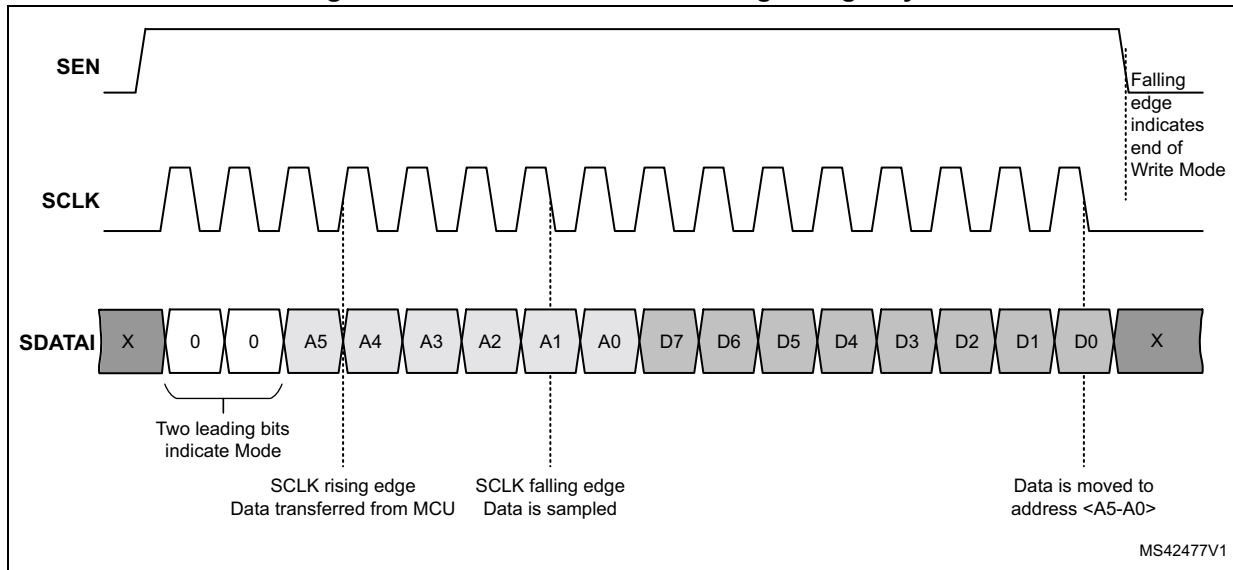 SEN
Falling
edge
indicates
end of
Write Mode
SCLK
SDATAI
X 0 0 A5 A4 A3 A2 A1 A0 D7 D6 D5 D4 D3 D2 D1 D0 X
Two leading bits
indicate Mode
SCLK rising edge
Data transferred from MCU
SCLK falling edge
Data is sampled
Data is moved to
address <A5-A0>
MS42477V1